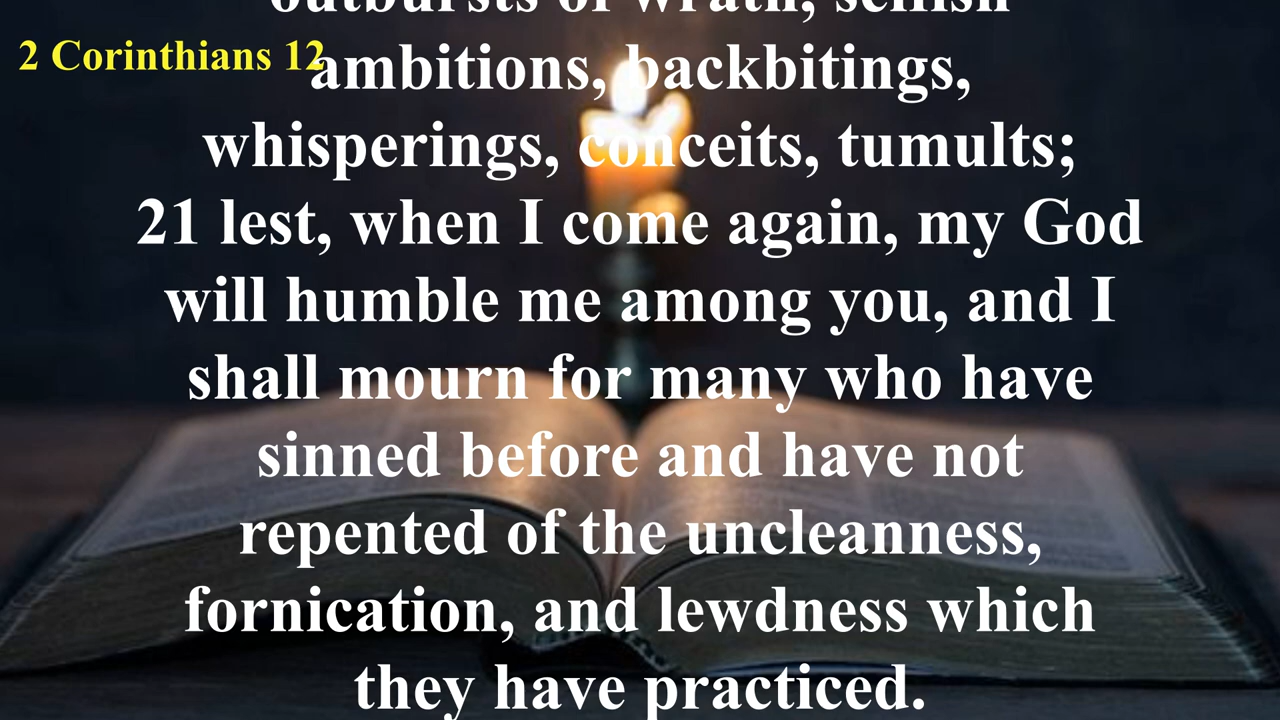 outbursts of wrath, selfish
2 Corinthians 12
ambitions, backbitings,
whisperings, conceits, tumults;
21 lest, when I come again, my God
will humble me among you, and I
shall mourn for many who have
sinned before and have not
repented of the uncleanness,
fornication, and lewdness which
they have practiced.